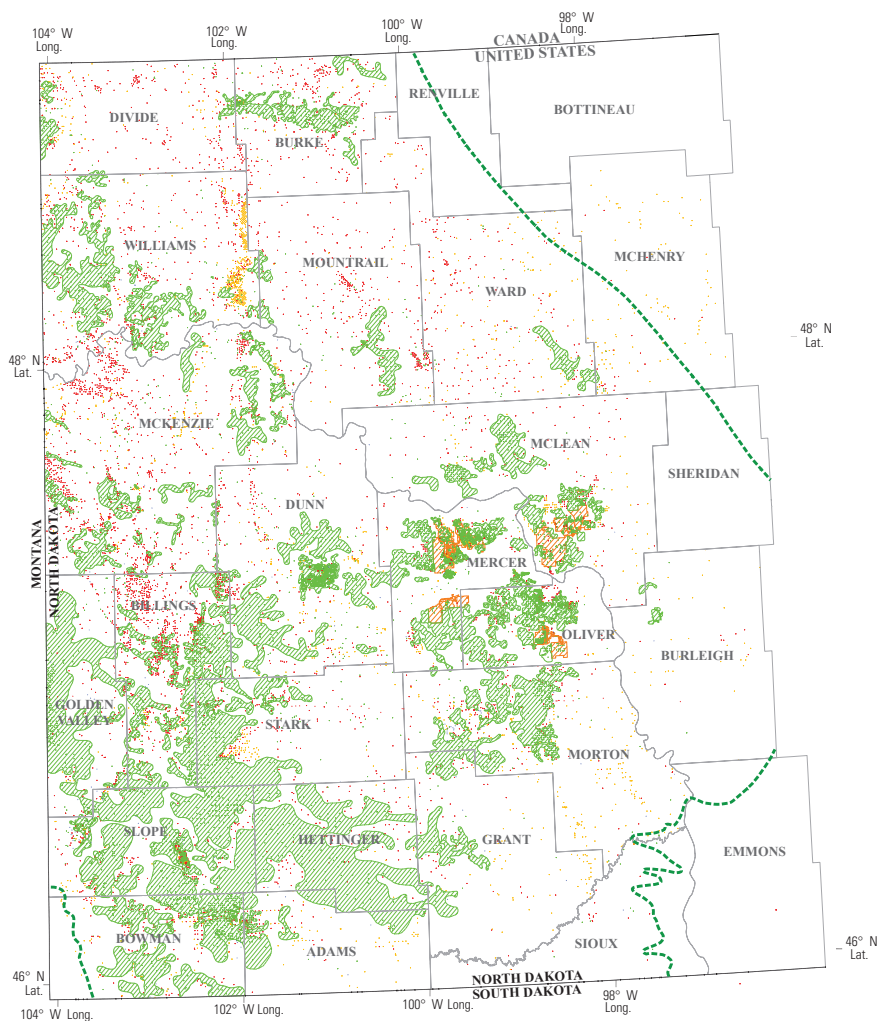 104° W
Long.
102° W
Long.
100° W
Long.
98° W
Long.
CANADA
UNITED STATES
RENVILLE
BOTTINEAU
DIVIDE
BURKE
WILLIAMS
MOUNTRAIL
WARD
MCHENRY
48° N
Lat.
48° N
Lat.
MCKENZIE
MCLEAN
SHERIDAN
DUNN
MONTANA
NORTH DAKOTA
MERCER
BILLINGS
OLIVER
BURLEIGH
GOLDEN
VALLEY
STARK
MORTON
SLOPE
HETTINGER
GRANT
EMMONS
BOWMAN
ADAMS
SIOUX
46° N
Lat.
46° N
Lat.
NORTH DAKOTA
SOUTH DAKOTA
104° W Long.
102° W Long.
100° W Long.
98° W
Long.